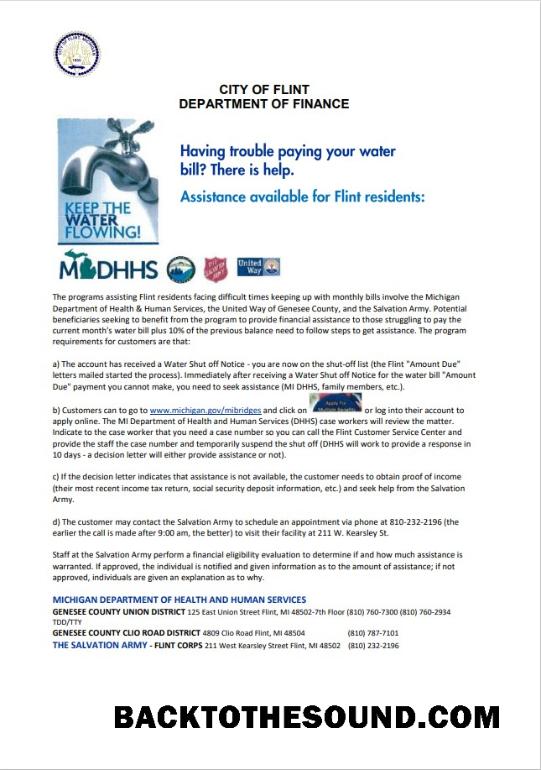 CITY OF FLINT
DEPARTMENT OF FINANCE
Having trouble paying your water
bill? There is help.
Assistance available for Flint residents:
KEEP THE
WATER
FLOWING!
MDHHS
United
Way
The programs assisting Flint residents facing difficult times keeping up with monthly bills involve the Michigan
Department of Health & Human Services, the United Way of Genesee County, and the Salvation Army. Potential
beneficiaries seeking to benefit from the program to provide financial assistance to those struggling to pay the
current month's water bill plus 10% of the previous balance need to follow steps to get assistance. The program
requirements for customers are that:
a) The account has received a Water Shut off Notice - you are now on the shut-off list (the Flint "Amount Due"
letters mailed started the process). Immediately after receiving a Water Shut off Notice for the water bill "Amount
Due" payment you cannot make, you need to seek assistance (MI DHHS, family members, etc.).
b) Customers can go to www.michigan.gov/mibridges and click on Apply For Multiple Benefits or log into their account to
apply online. The MI Department of Health and Human Services (DHHS) case workers will review the matter.
Indicate to the case worker that you need a case number so you can call the Flint Customer Service Center and
provide the staff the case number and temporarily suspend the shut off (DHHS will work to provide a response in
10 days - a decision letter will either provide assistance or not).
c) If the decision letter indicates that assistance is not available, the customer needs to obtain proof of income
(their most recent income tax return, social security deposit information, etc.) and seek help from the Salvation
Army.
d) The customer may contact the Salvation Army to schedule an appointment via phone at 810-232-2196 (the
earlier the call is made after 9:00 am, the better) to visit their facility at 211 W. Kearsley St.
Staff at the Salvation Army perform a financial eligibility evaluation to determine if and how much assistance is
warranted. If approved, the individual is notified and given information as to the amount of assistance; if not
approved, individuals are given an explanation as to why.
MICHIGAN DEPARTMENT OF HEALTH AND HUMAN SERVICES
GENESEE COUNTY UNION DISTRICT 125 East Union Street Flint, MI 48502-7th Floor (810) 760-7300 (810) 760-2934
TDD/TTY
GENESEE COUNTY CLIO ROAD DISTRICT 4809 Clio Road Flint, MI 48504 (810) 787-7101
THE SALVATION ARMY - FLINT CORPS 211 West Kearsley Street Flint, MI 48502 (810) 232-2196
BACKTOTHESOUND.COM